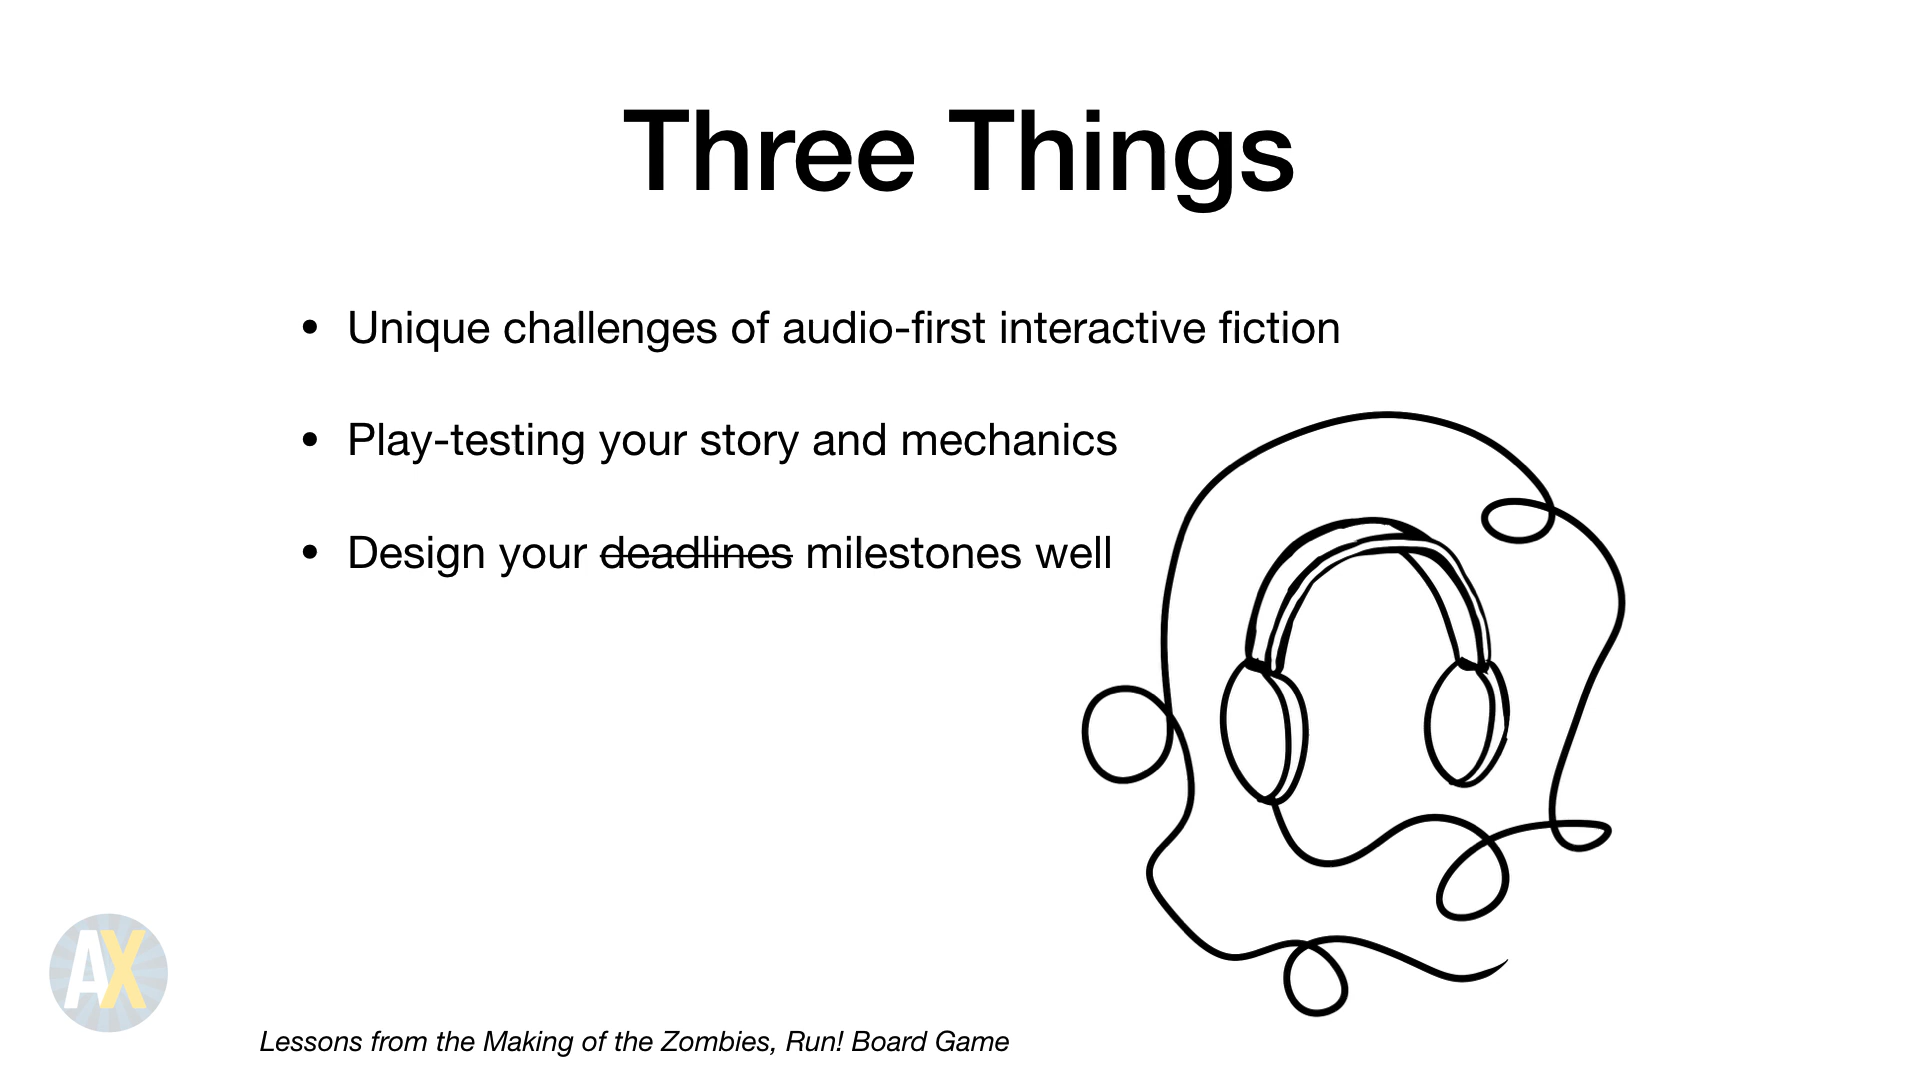 Three Things
• Unique challenges of audio-first interactive fiction
• Play-testing your story and mechanics
• Design your ~~deadlines~~ milestones well
AX
Lessons from the Making of the Zombies, Run! Board Game